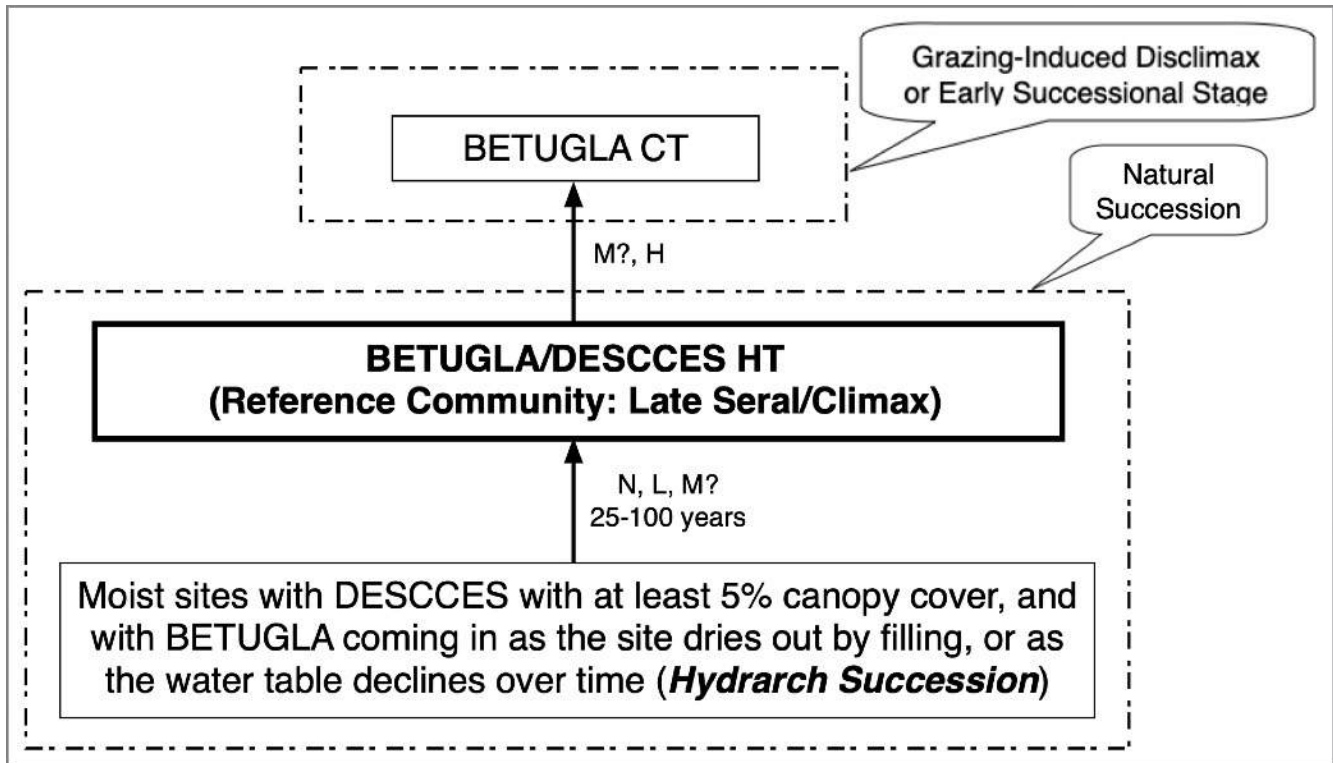 Grazing-Induced Disclimax
or Early Successional Stage
BETUGLA CT
Natural
Succession
M?, H
BETUGLA/DESCCES HT
(Reference Community: Late Seral/Climax)
N, L, M?
25-100 years
Moist sites with DESCCES with at least 5% canopy cover, and
with BETUGLA coming in as the site dries out by filling, or as
the water table declines over time (Hydrarch Succession)